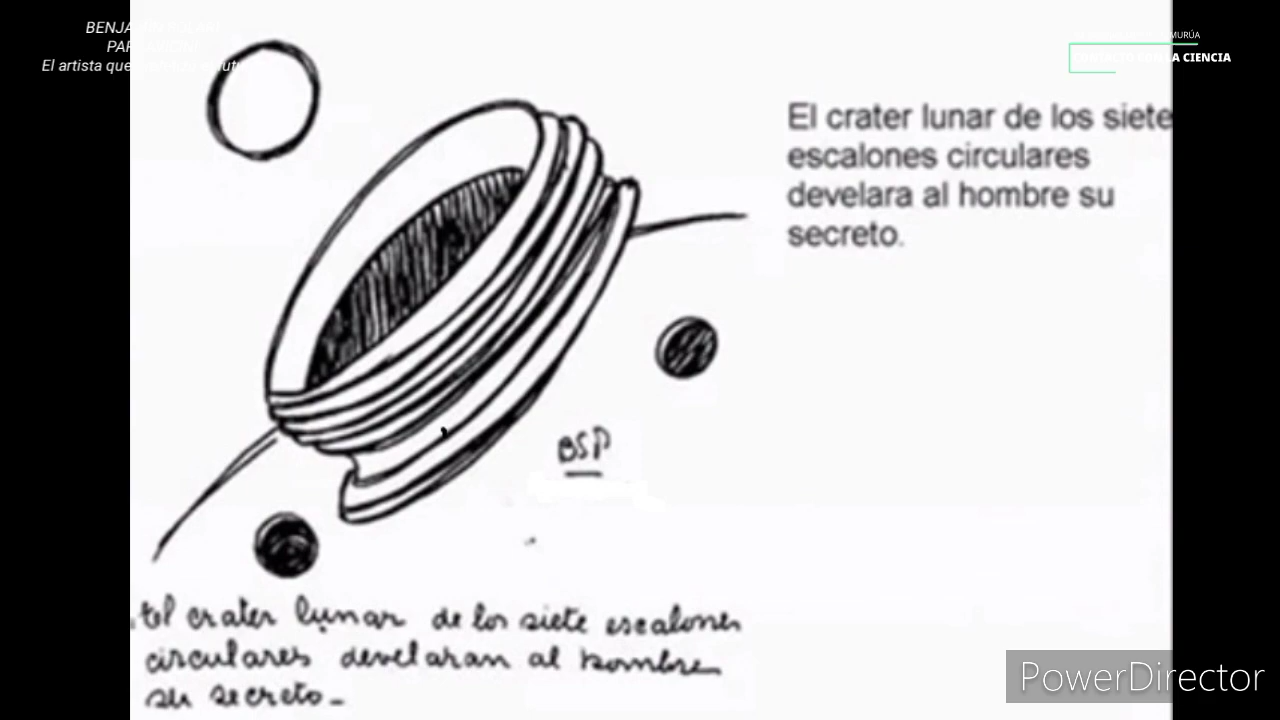 El artista que
MURÚA
LA CIENCIA
El crater lunar de los siete
escalones circulares
develara al hombre su
secreto.
BSP
El crater lunar de los siete escalones
circulares develaran al hombre
su secreto-
PowerDirector